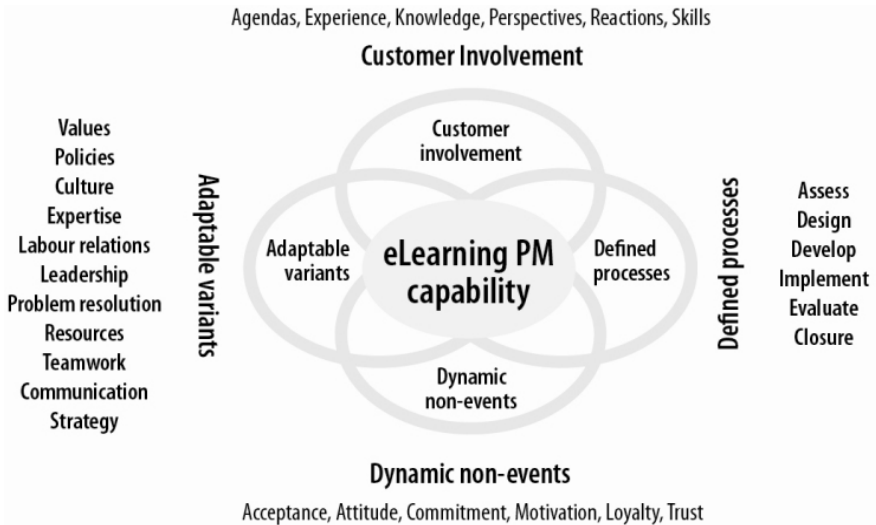 Agendas, Experience, Knowledge, Perspectives, Reactions, Skills
Customer Involvement
Values
Policies
Culture
Expertise
Labour relations
Leadership
Problem resolution
Resources
Teamwork
Communication
Strategy
Adaptable variants
Customer
involvement
Adaptable
variants
eLearning PM
capability
Defined
processes
Dynamic
non-events
Defined processes
Assess
Design
Develop
Implement
Evaluate
Closure
Dynamic non-events
Acceptance, Attitude, Commitment, Motivation, Loyalty, Trust